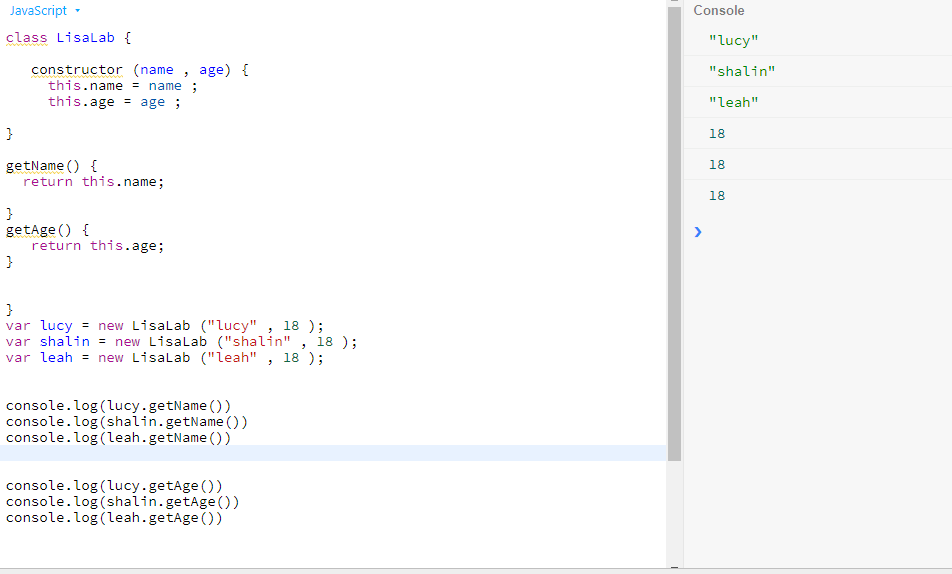 JavaScript
class LisaLab {
constructor (name , age) {
this.name = name ;
this.age = age ;
}
getName() {
return this.name;
}
getAge() {
return this.age;
}
}
var lucy = new LisaLab ("lucy" , 18 );
var shalin = new LisaLab ("shalin" , 18 );
var leah = new LisaLab ("leah" , 18 );
console.log(lucy.getName())
console.log(shalin.getName())
console.log(leah.getName())
console.log(lucy.getAge())
console.log(shalin.getAge())
console.log(leah.getAge())
Console
"lucy"
"shalin"
"leah"
18
18
18